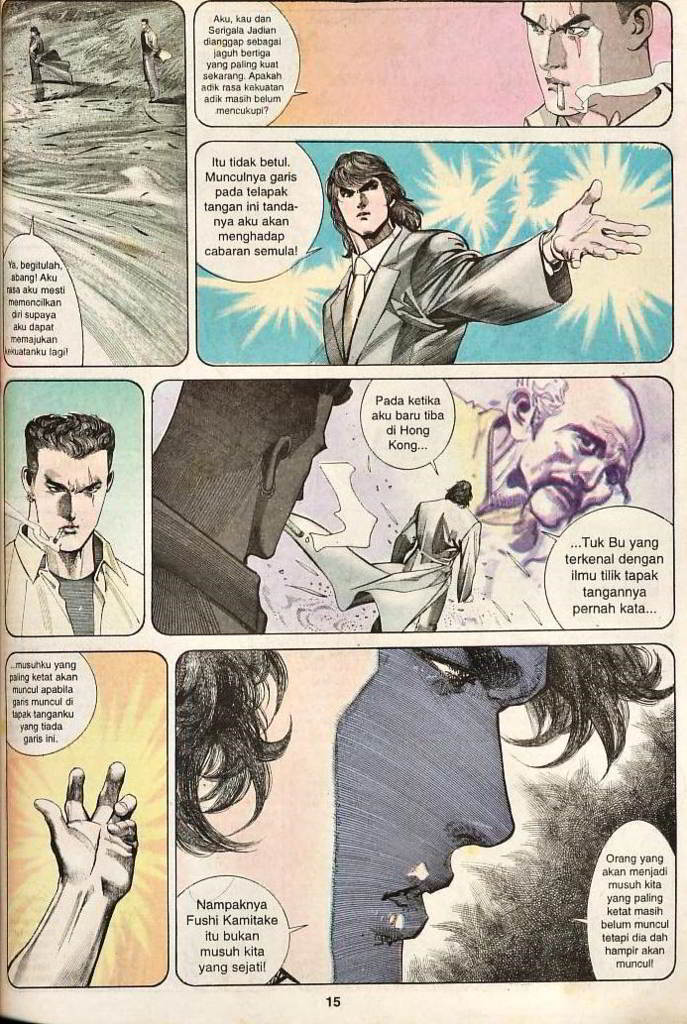 Ya, begitulah,
abang! Aku
rasa aku mesti
memencilkan
diri supaya
aku dapat
memajukan
kekuatanku lagi!
Aku, kau dan
Serigala Jadian
dianggap sebagai
jaguh bertiga
yang paling kuat
sekarang. Apakah
adik rasa kekuatan
adik masih belum
mencukupi?
Itu tidak betul.
Munculnya garis
pada telapak
tangan ini tanda-
nya aku akan
menghadap
cabaran semula!
Pada ketika
aku baru tiba
di Hong
Kong...
...Tuk Bu yang
terkenal dengan
ilmu tilik tapak
tangannya
pernah kata...
...musuhku yang
paling ketat akan
muncul apabila
garis muncul di
tapak tanganku
yang tiada
garis ini.
Nampaknya
Fushi Kamitake
itu bukan
musuh kita
yang sejati!
Orang yang
akan menjadi
musuh kita
yang paling
ketat masih
belum muncul
tetapi dia dah
hampir akan
muncul!
15